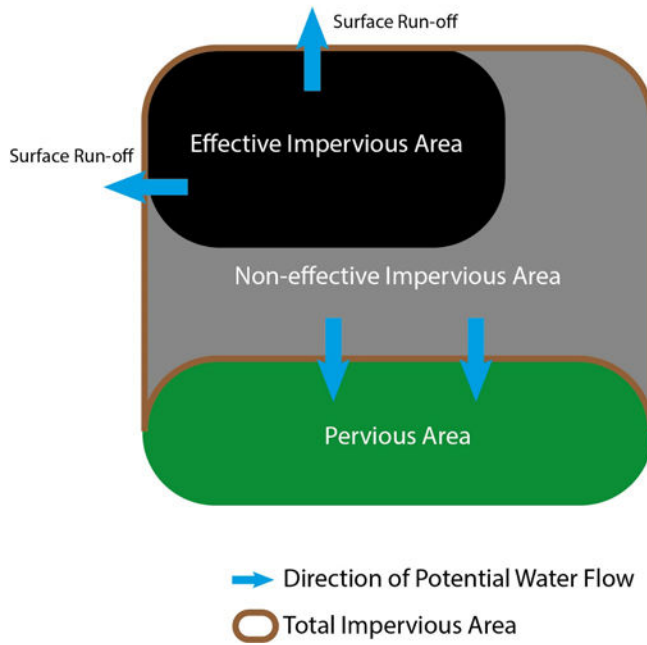 Surface Run-off
Effective Impervious Area
Surface Run-off
Non-effective Impervious Area
Pervious Area
Direction of Potential Water Flow
Total Impervious Area